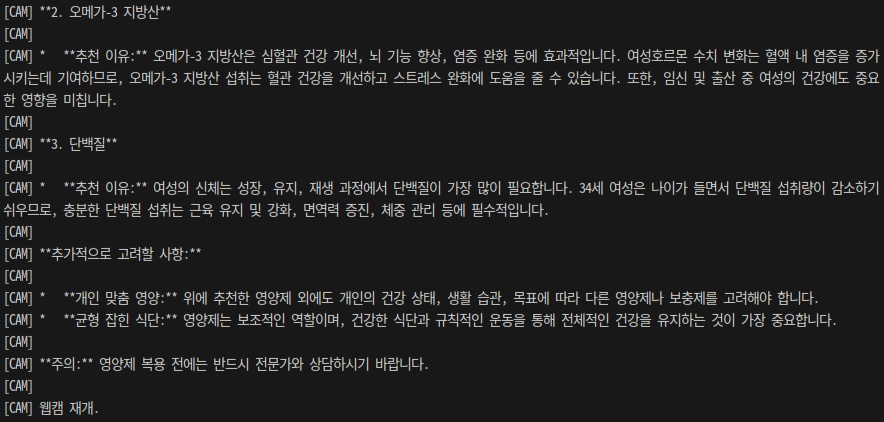 [CAM] **2. 오메가-3 지방산**
[CAM]
[CAM] *   **추천 이유:** 오메가-3 지방산은 심혈관 건강 개선, 뇌 기능 향상, 염증 완화 등에 효과적입니다. 여성호르몬 수치 변화는 혈액 내 염증을 증가
시키는데 기여하므로, 오메가-3 지방산 섭취는 혈관 건강을 개선하고 스트레스 완화에 도움을 줄 수 있습니다. 또한, 임신 및 출산 중 여성의 건강에도 중요
한 영향을 미칩니다.
[CAM]
[CAM] **3. 단백질**
[CAM]
[CAM] *   **추천 이유:** 여성의 신체는 성장, 유지, 재생 과정에서 단백질이 가장 많이 필요합니다. 34세 여성은 나이가 들면서 단백질 섭취량이 감소하기
쉬우므로, 충분한 단백질 섭취는 근육 유지 및 강화, 면역력 증진, 체중 관리 등에 필수적입니다.
[CAM]
[CAM] **추가적으로 고려할 사항:**
[CAM]
[CAM] *   **개인 맞춤 영양:** 위에 추천한 영양제 외에도 개인의 건강 상태, 생활 습관, 목표에 따라 다른 영양제나 보충제를 고려해야 합니다.
[CAM] *   **균형 잡힌 식단:** 영양제는 보조적인 역할이며, 건강한 식단과 규칙적인 운동을 통해 전체적인 건강을 유지하는 것이 가장 중요합니다.
[CAM]
[CAM] **주의:** 영양제 복용 전에는 반드시 전문가와 상담하시기 바랍니다.
[CAM]
[CAM] 웹캠 재개.